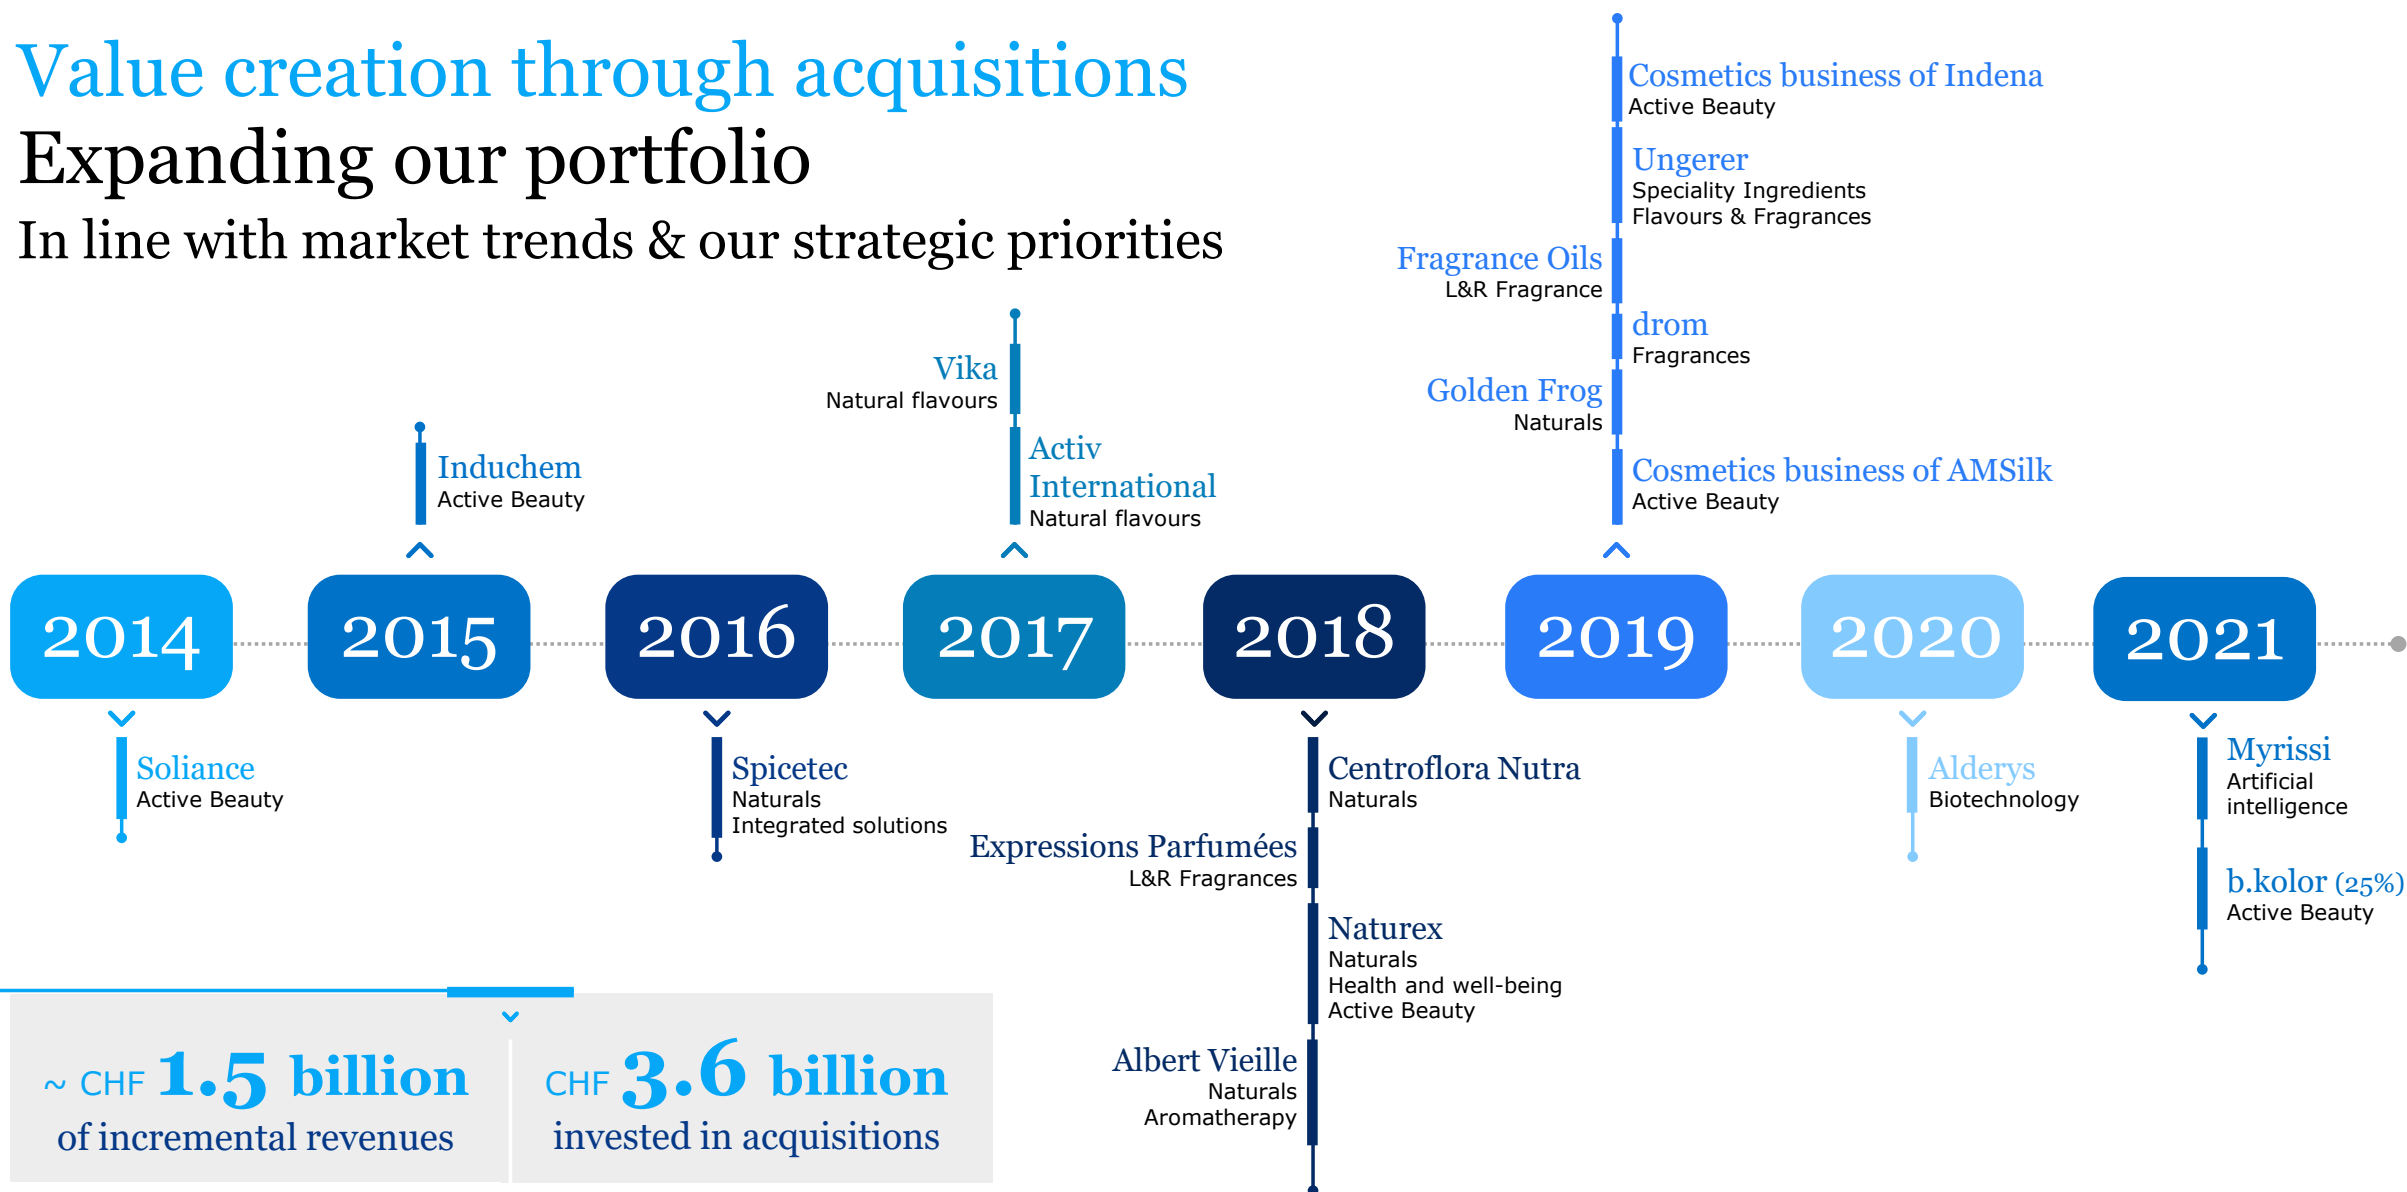 Value creation through acquisitions
Expanding our portfolio
In line with market trends & our strategic priorities
2014
Soliance
Active Beauty
2015
Induchem
Active Beauty
2016
Spicetec
Naturals
Integrated solutions
2017
Vika
Natural flavours
Activ
International
Natural flavours
2018
Centroflora Nutra
Naturals
Expressions Parfumées
L&R Fragrances
Naturex
Naturals
Health and well-being
Active Beauty
Albert Vieille
Naturals
Aromatherapy
2019
Cosmetics business of Indena
Active Beauty
Ungerer
Speciality Ingredients
Flavours & Fragrances
Fragrance Oils
L&R Fragrance
drom
Fragrances
Golden Frog
Naturals
Cosmetics business of AMSilk
Active Beauty
2020
Alderys
Biotechnology
2021
Myrissi
Artificial
intelligence
b.kolor (25%)
Active Beauty
~ CHF 1.5 billion
of incremental revenues
CHF 3.6 billion
invested in acquisitions